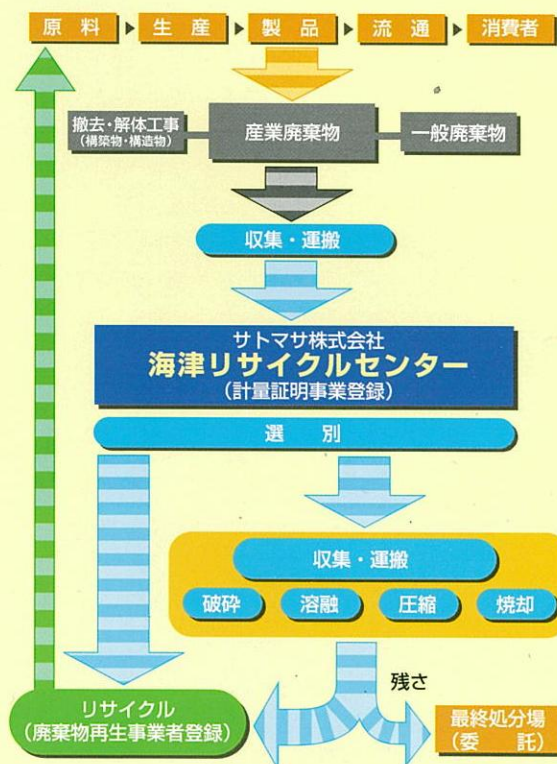 原料 ▶ 生産 ▶ 製品 ▶ 流通 ▶ 消費者
撤去・解体工事
(構築物・構造物)
産業廃棄物
一般廃棄物
収集・運搬
サトマサ株式会社
海津リサイクルセンター
(計量証明事業登録)
選別
収集・運搬
破砕 溶融 圧縮 焼却
残さ
リサイクル
(廃棄物再生事業者登録)
最終処分場
(委託)